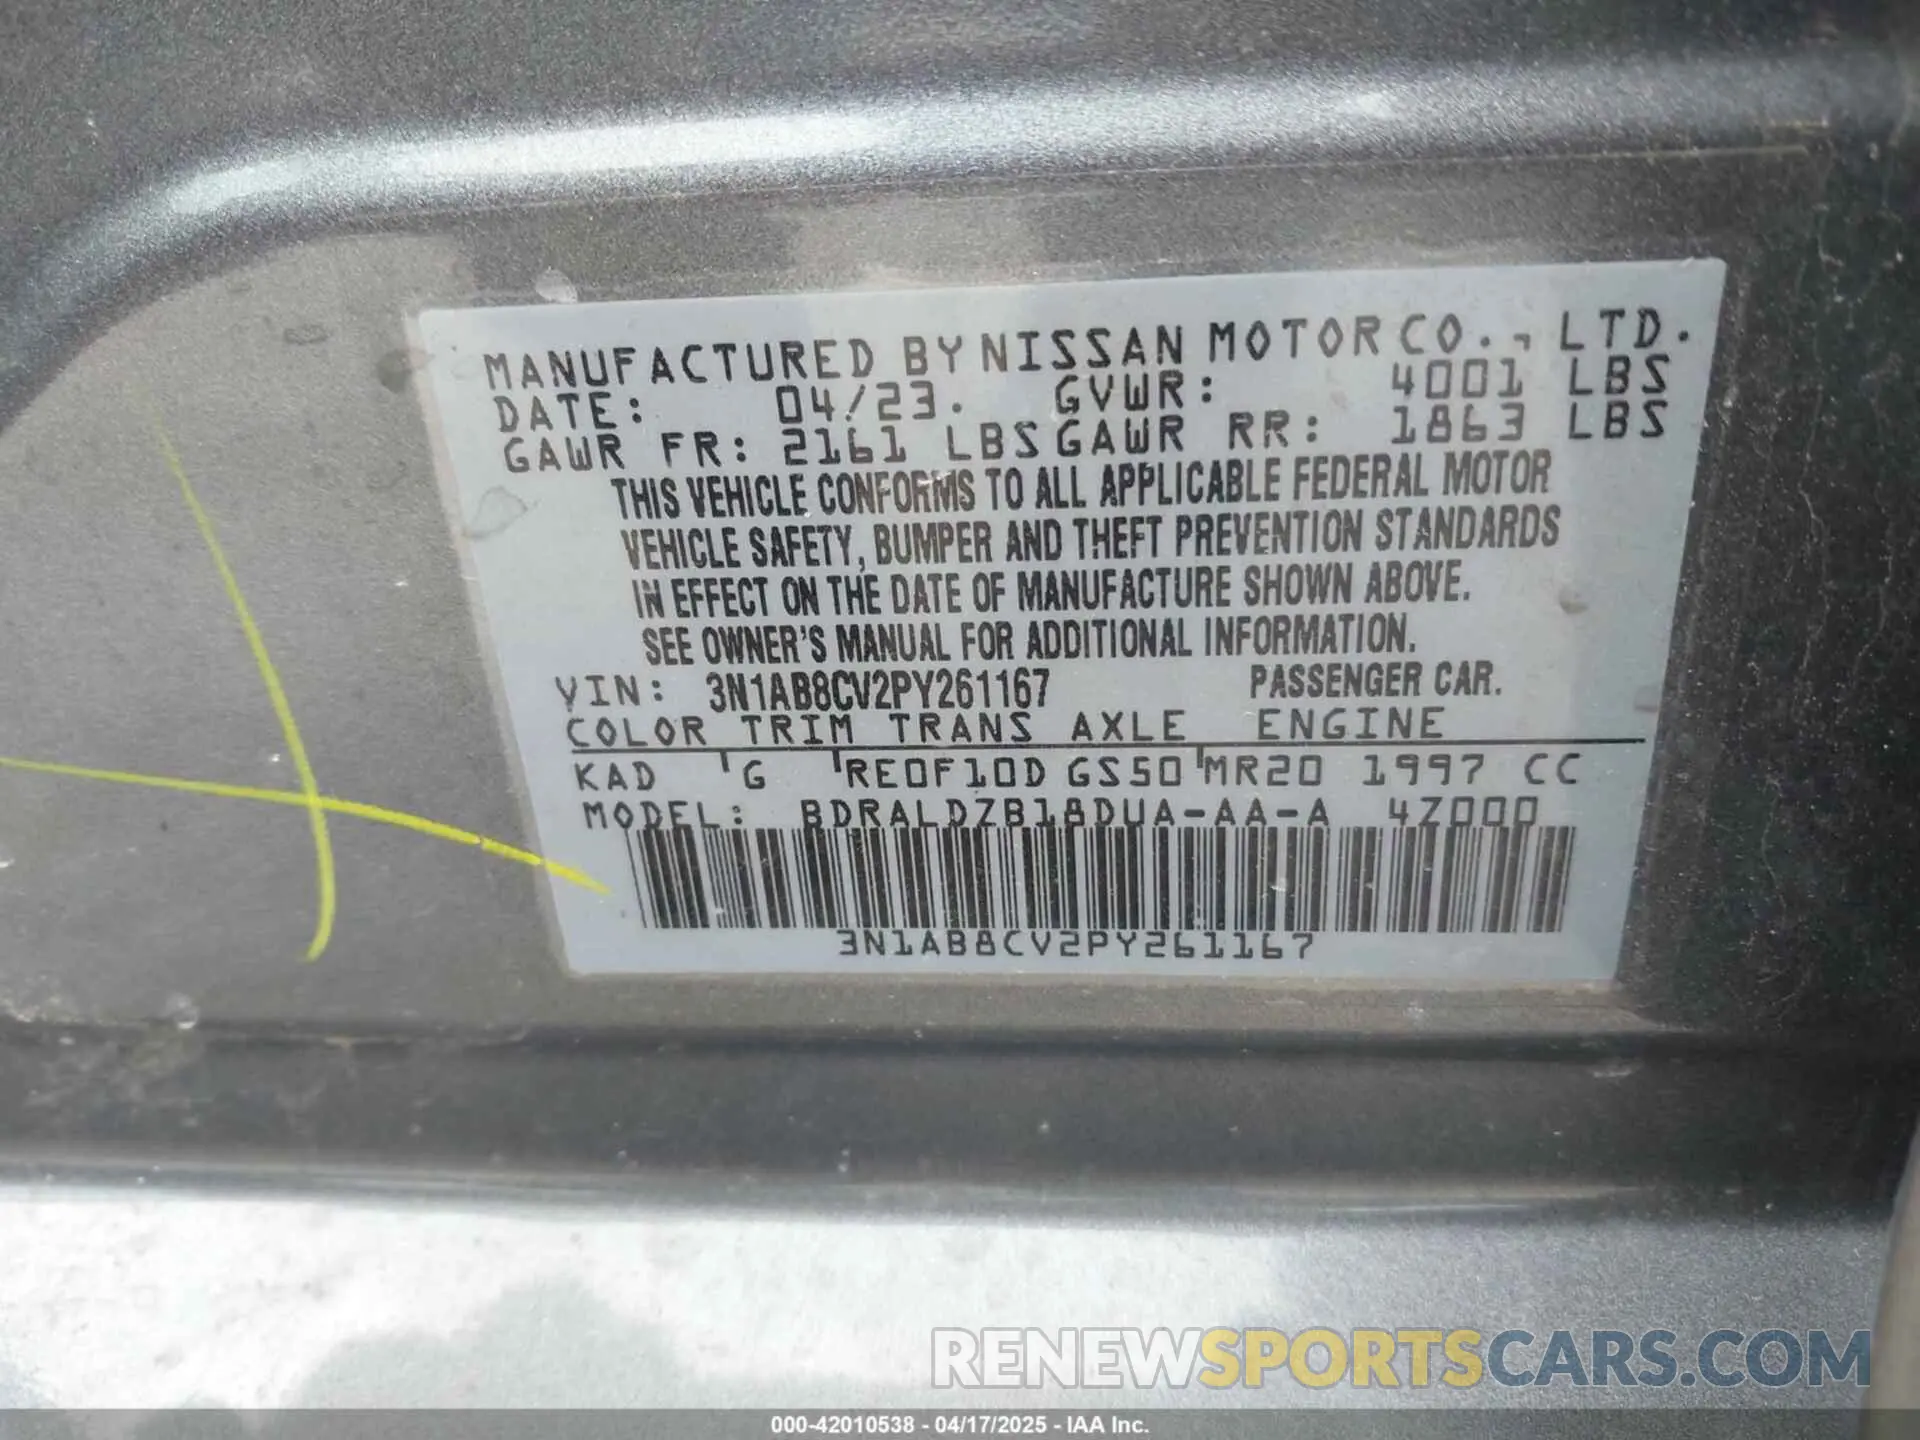 MANUFACTURED BY NISSAN MOTOR CO., LTD.
DATE: 04/23. GVWR: 4001 LBS
GAWR FR: 2161 LBS GAWR RR: 1863 LBS
THIS VEHICLE CONFORMS TO ALL APPLICABLE FEDERAL MOTOR
VEHICLE SAFETY, BUMPER AND THEFT PREVENTION STANDARDS
IN EFFECT ON THE DATE OF MANUFACTURE SHOWN ABOVE.
SEE OWNER'S MANUAL FOR ADDITIONAL INFORMATION.
VIN: 3N1AB8CV2PY261167 PASSENGER CAR.
COLOR TRIM TRANS AXLE ENGINE
KAD G RE0F10D GS50 MR20 1997 CC
MODEL: BDRALDZB18DUA-AA-A 4Z000
3N1AB8CV2PY261167
RENEWSPORTSCARS.COM
000-42010538 - 04/17/2025 - IAA Inc.